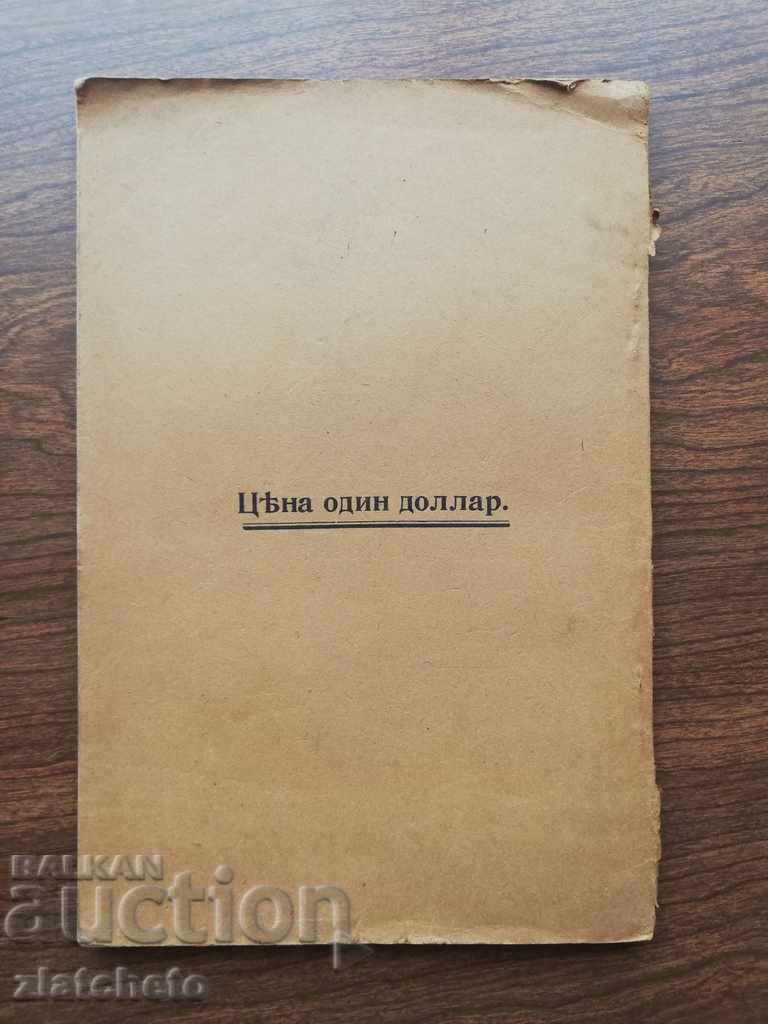 Цѣна один доллар.
BALKAN
auction
zlatcheto